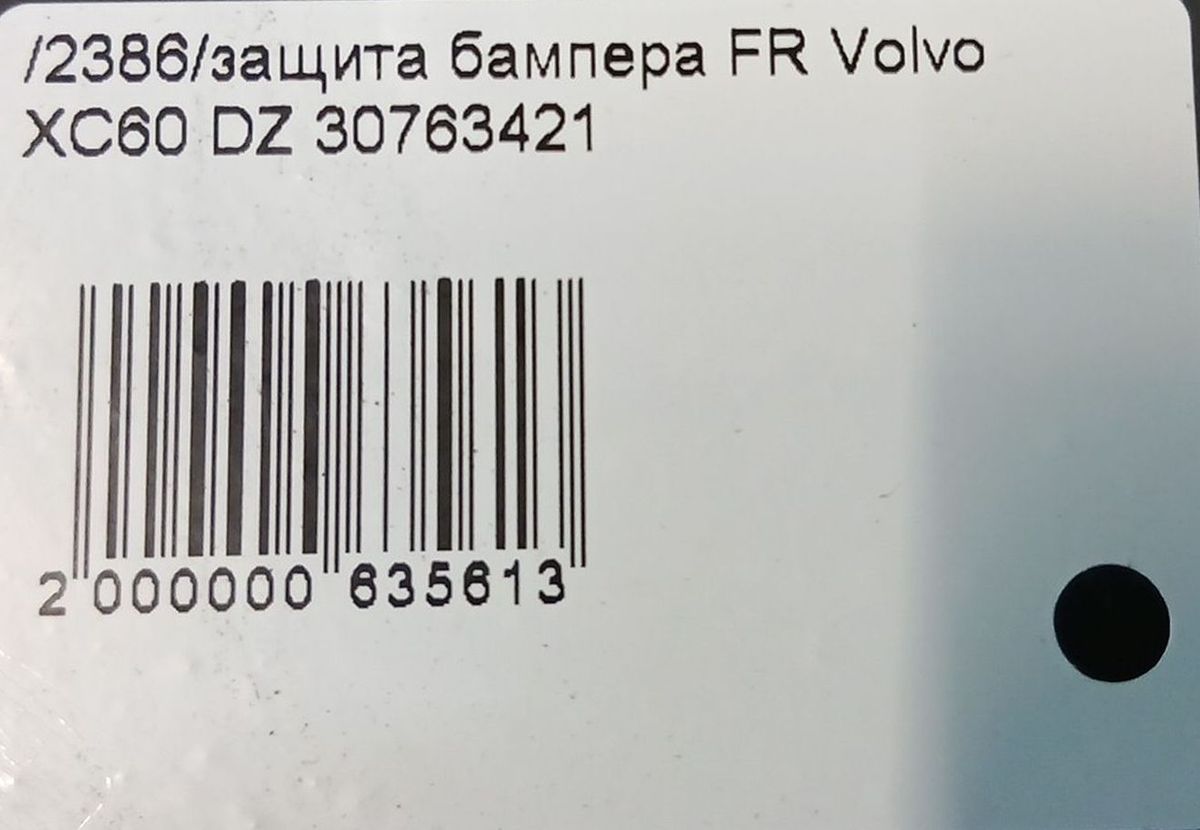 /2386/защита бампера FR Volvo
XC60 DZ 30763421
2 000000 635613